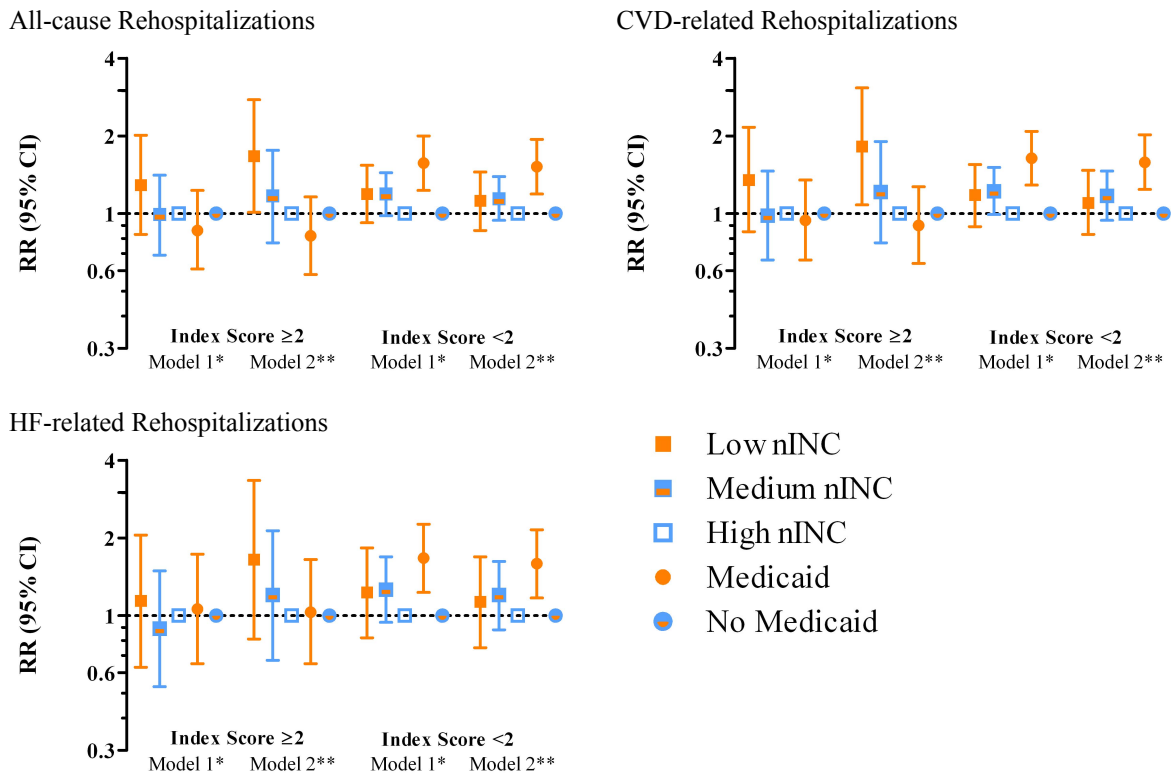 All-cause Rehospitalizations
4
2
1
0.6
0.3
RR (95% CI)
Index Score ≥2
Index Score <2
Model 1*
Model 2**
Model 1*
Model 2**
CVD-related Rehospitalizations
4
2
1
0.6
0.3
RR (95% CI)
Index Score ≥2
Index Score <2
Model 1*
Model 2**
Model 1*
Model 2**
HF-related Rehospitalizations
4
2
1
0.6
0.3
RR (95% CI)
Index Score ≥2
Index Score <2
Model 1*
Model 2**
Model 1*
Model 2**
Low nINC
Medium nINC
High nINC
Medicaid
No Medicaid